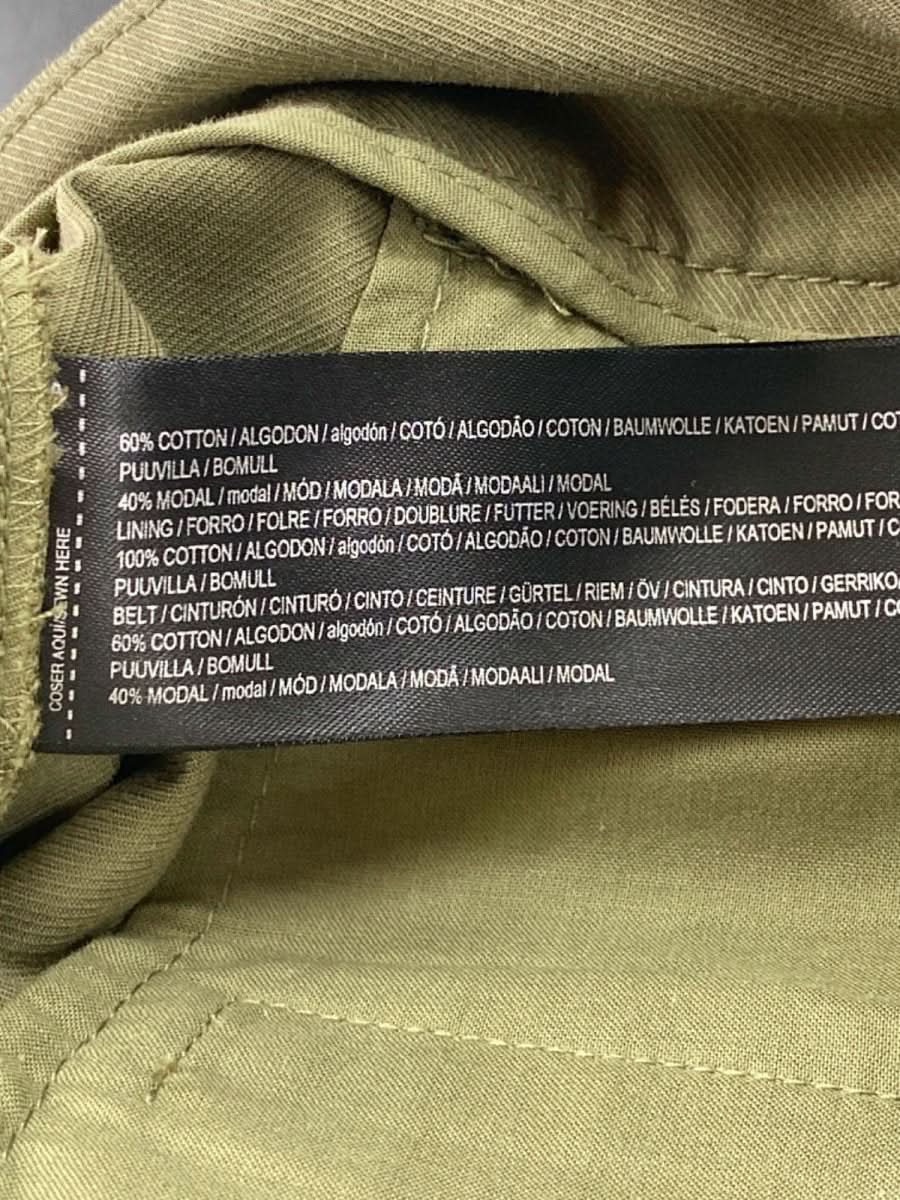 60% COTTON / ALGODON / algodón / COTÓ / ALGODÃO / COTON / BAUMWOLLE / KATOEN / PAMUT / COT
PUUVILLA / BOMULL
40% MODAL / modal / MÓD / MODALA / MODĂ / MODAALI / MODAL
LINING / FORRO / FOLRE / FORRO / DOUBLURE / FUTTER / VOERING / BÉLÉS / FODERA / FORRO / FOR
100% COTTON / ALGODON / algodón / COTÓ / ALGODÃO / COTON / BAUMWOLLE / KATOEN / PAMUT / C
PUUVILLA / BOMULL
BELT / CINTURÓN / CINTURÓ / CINTO / CEINTURE / GÜRTEL / RIEM / ÖV / CINTURA / CINTO / GERRIKO/
60% COTTON / ALGODON / algodón / COTÓ / ALGODÃO / COTON / BAUMWOLLE / KATOEN / PAMUT / CO
PUUVILLA / BOMULL
40% MODAL / modal / MÓD / MODALA / MODĂ / MODAALI / MODAL
COSER AQUI/SEWN HERE